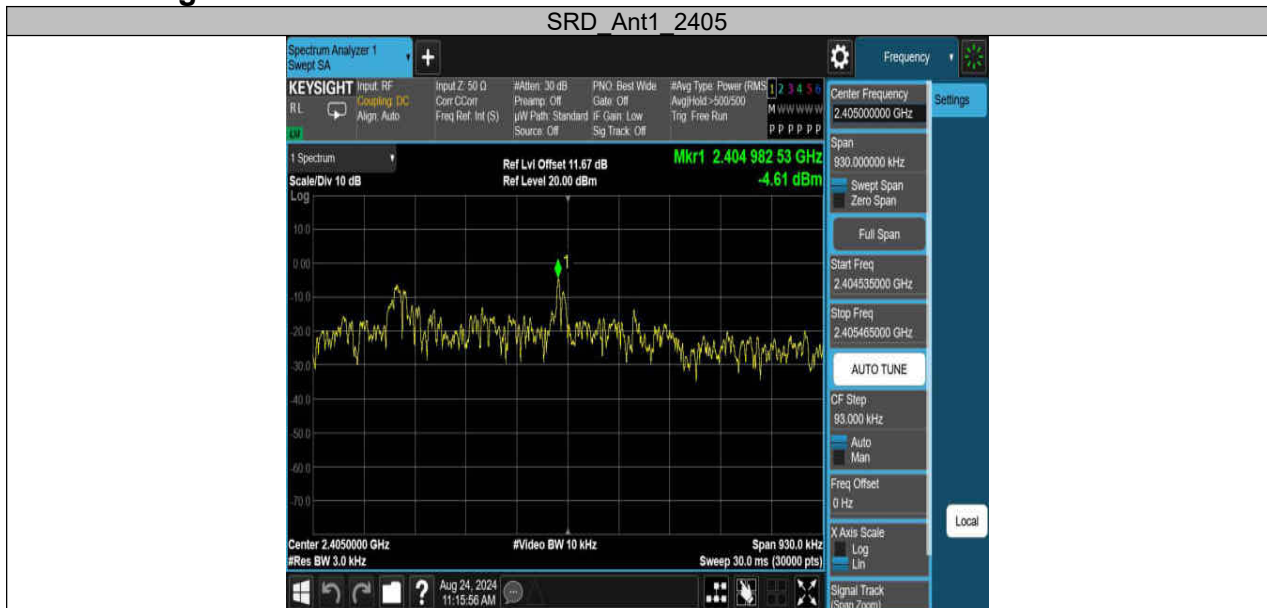 SRD_Ant1_2405
Spectrum Analyzer 1
Swept SA
+
Frequency
KEYSIGHT
RL
Input: RF
Coupling: DC
Align: Auto
Input Z: 50 Ω
Corr CCorr
Freq Ref: Int (S)
#Atten: 30 dB
Preamp: Off
µW Path: Standard
Source: Off
PNO: Best Wide
Gate: Off
IF Gain: Low
Sig Track: Off
#Avg Type: Power (RMS
Avg|Hold:>500/500
Trig: Free Run
1 2 3 4 5 6
M W W W W W
P P P P P P
1 Spectrum
Scale/Div 10 dB
Ref Lvl Offset 11.67 dB
Ref Level 20.00 dBm
Mkr1 2.404 982 53 GHz
-4.61 dBm
Log
10.0
0.00
-10.0
-20.0
-30.0
-40.0
-50.0
-60.0
-70.0
1
Center 2.4050000 GHz
#Res BW 3.0 kHz
#Video BW 10 kHz
Span 930.0 kHz
Sweep 30.0 ms (30000 pts)
?
Aug 24, 2024
11:15:56 AM
Center Frequency
2.405000000 GHz
Settings
Span
930.000000 kHz
Swept Span
Zero Span
Full Span
Start Freq
2.404535000 GHz
Stop Freq
2.405465000 GHz
AUTO TUNE
CF Step
93.000 kHz
Auto
Man
Freq Offset
0 Hz
X Axis Scale
Log
Lin
Local
Signal Track
(Span Zoom)